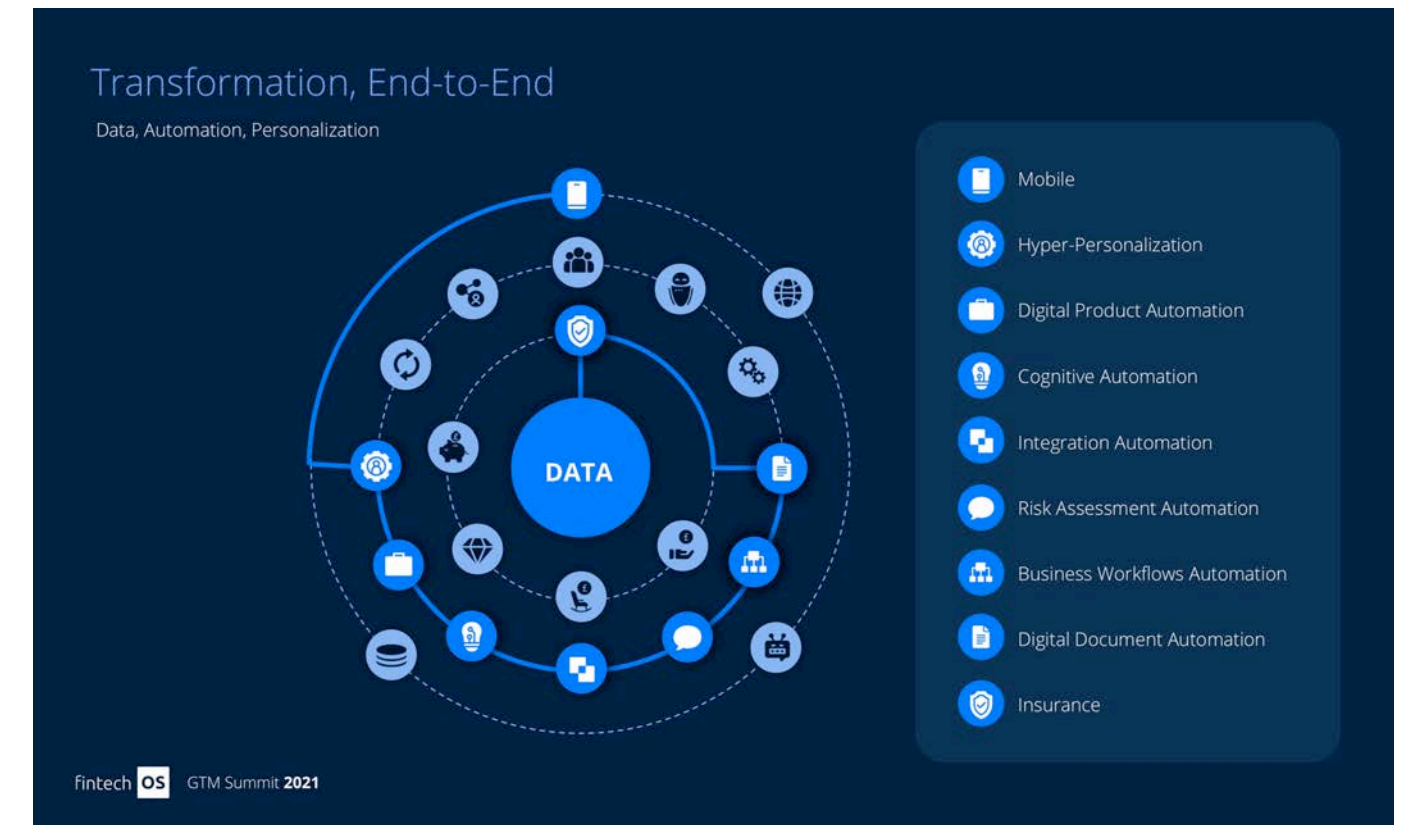 Transformation, End-to-End
Data, Automation, Personalization
DATA
Mobile
Hyper-Personalization
Digital Product Automation
Cognitive Automation
Integration Automation
Risk Assessment Automation
Business Workflows Automation
Digital Document Automation
Insurance
fintech OS GTM Summit 2021